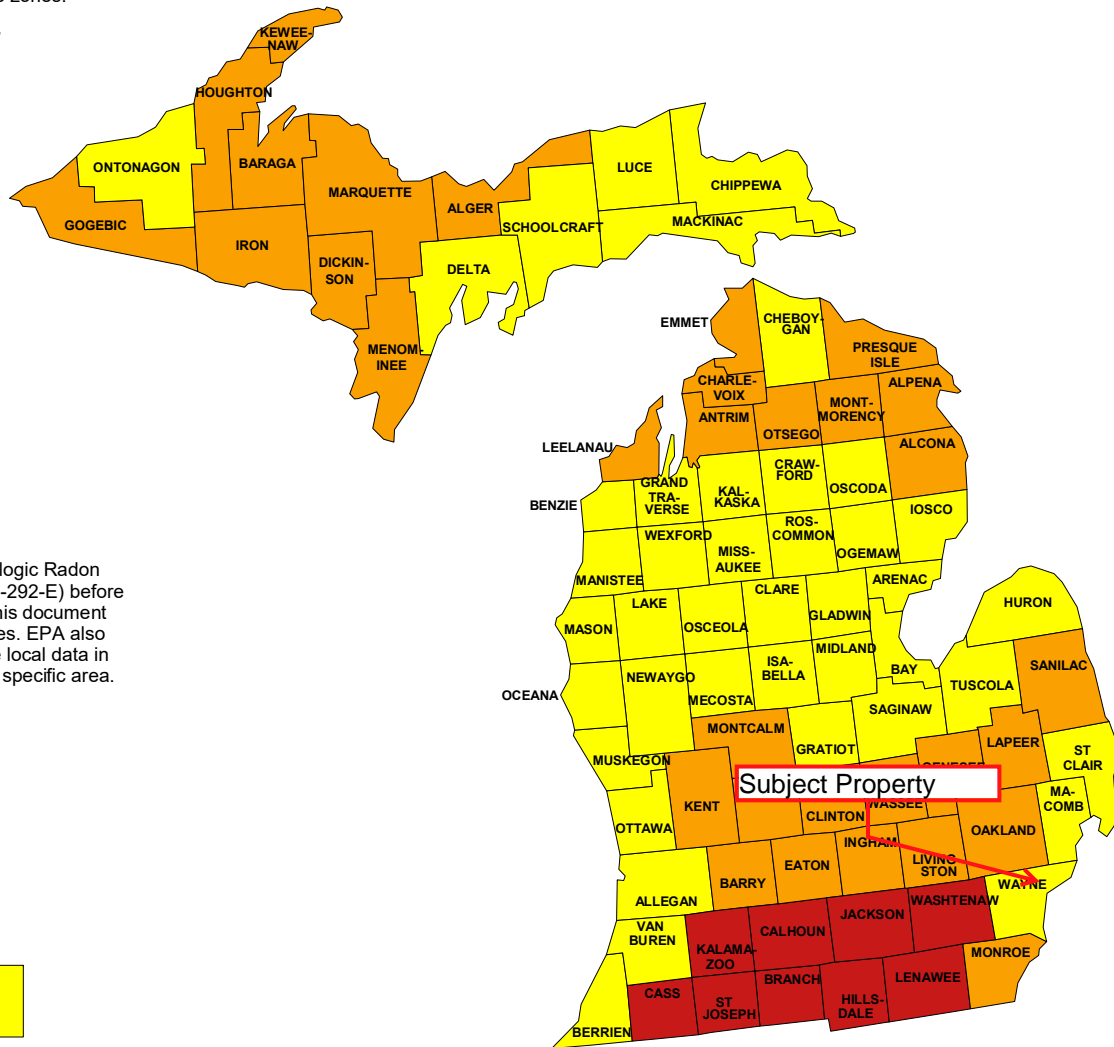 s zones.
KEWEE-
NAW
HOUGHTON
ONTONAGON
BARAGA
LUCE
CHIPPEWA
MARQUETTE
ALGER
GOGEBIC
SCHOOLCRAFT
MACKINAC
IRON
DICKIN-
SON
DELTA
EMMET
CHEBOY-
GAN
MENOM-
INEE
PRESQUE
ISLE
CHARLE-
VOIX
ALPENA
MONT-
MORENCY
ANTRIM
OTSEGO
ALCONA
LEELANAU
CRAW-
FORD
GRAND
TRA-
VERSE
KAL-
KASKA
OSCODA
BENZIE
IOSCO
ROS-
COMMON
WEXFORD
MISS-
AUKEE
OGEMAW
logic Radon
-292-E) before
his document
es. EPA also
e local data in
specific area.
MANISTEE
ARENAC
CLARE
LAKE
HURON
GLADWIN
MASON
OSCEOLA
MIDLAND
ISA-
BELLA
BAY
SANILAC
NEWAYGO
TUSCOLA
OCEANA
MECOSTA
SAGINAW
MONTCALM
LAPEER
GRATIOT
ST
CLAIR
MUSKEGON
Subject Property
MA-
COMB
KENT
WASSEE
CLINTON
OTTAWA
OAKLAND
INGHAM
EATON
LIVING
STON
BARRY
WAYNE
ALLEGAN
WASHTENAW
JACKSON
VAN
BUREN
CALHOUN
KALAMA-
ZOO
MONROE
BRANCH
LENAWEE
CASS
ST
JOSEPH
HILLS-
DALE
BERRIEN